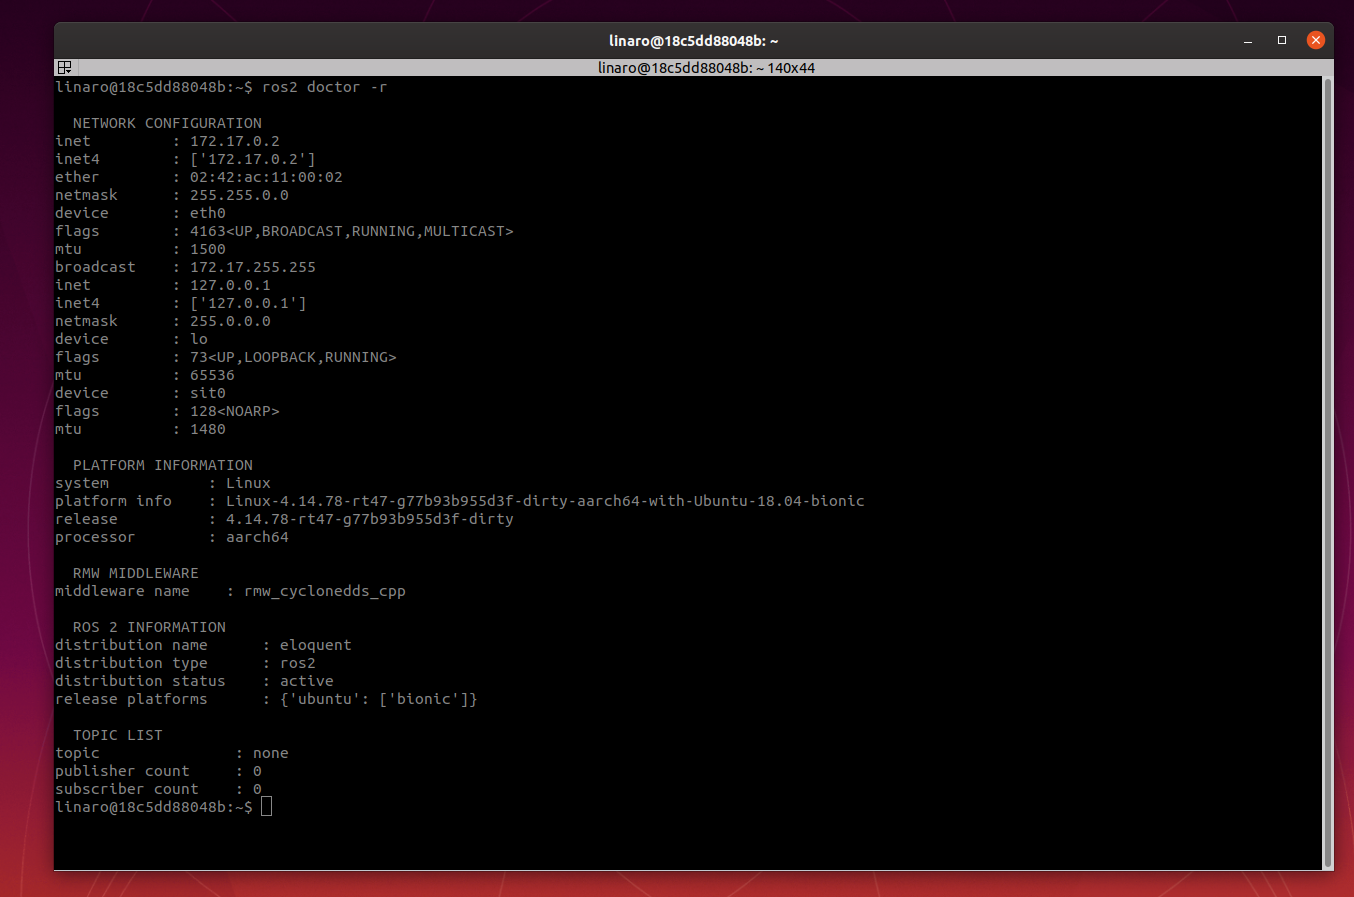 linaro@18c5dd88048b: ~
linaro@18c5dd88048b: ~ 140x44
linaro@18c5dd88048b:~$ ros2 doctor -r
NETWORK CONFIGURATION
inet : 172.17.0.2
inet4 : ['172.17.0.2']
ether : 02:42:ac:11:00:02
netmask : 255.255.0.0
device : eth0
flags : 4163<UP,BROADCAST,RUNNING,MULTICAST>
mtu : 1500
broadcast : 172.17.255.255
inet : 127.0.0.1
inet4 : ['127.0.0.1']
netmask : 255.0.0.0
device : lo
flags : 73<UP,LOOPBACK,RUNNING>
mtu : 65536
device : sit0
flags : 128<NOARP>
mtu : 1480
PLATFORM INFORMATION
system : Linux
platform info : Linux-4.14.78-rt47-g77b93b955d3f-dirty-aarch64-with-Ubuntu-18.04-bionic
release : 4.14.78-rt47-g77b93b955d3f-dirty
processor : aarch64
RMW MIDDLEWARE
middleware name : rmw_cyclonedds_cpp
ROS 2 INFORMATION
distribution name : eloquent
distribution type : ros2
distribution status : active
release platforms : {'ubuntu': ['bionic']}
TOPIC LIST
topic : none
publisher count : 0
subscriber count : 0
linaro@18c5dd88048b:~$